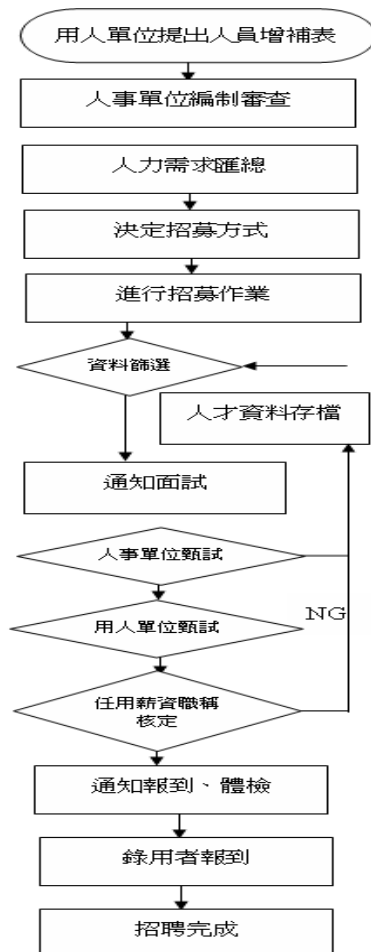 用人單位提出人員增補表
人事單位編制審查
人力需求匯總
決定招募方式
進行招募作業
資料篩選
人才資料存檔
通知面試
人事單位甄試
NG
用人單位甄試
任用薪資職稱
核定
通知報到、體檢
錄用者報到
招聘完成